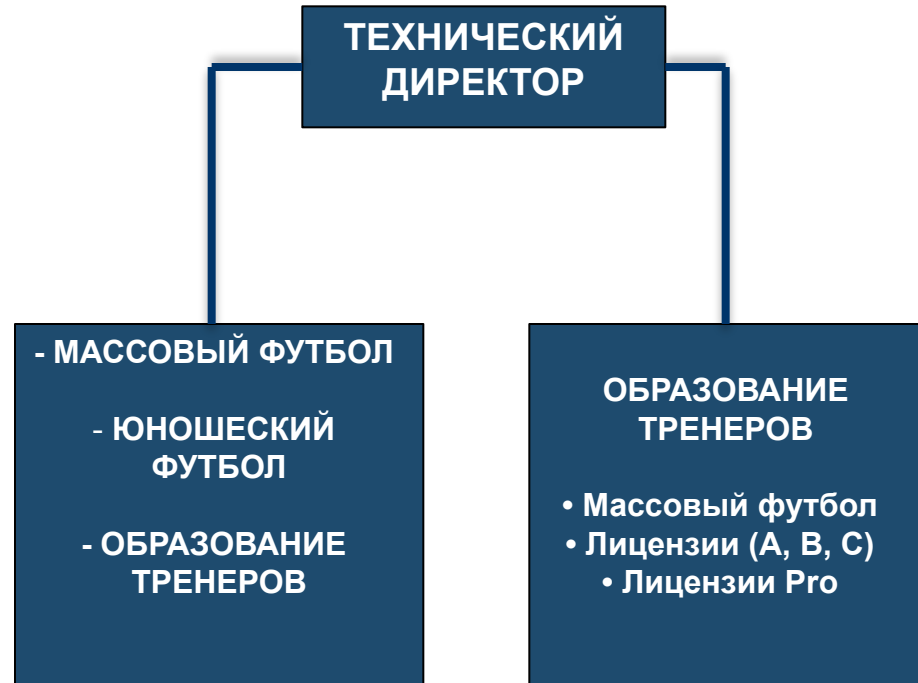 ТЕХНИЧЕСКИЙ
ДИРЕКТОР
- МАССОВЫЙ ФУТБОЛ
- ЮНОШЕСКИЙ
ФУТБОЛ
- ОБРАЗОВАНИЕ
ТРЕНЕРОВ
ОБРАЗОВАНИЕ
ТРЕНЕРОВ
• Массовый футбол
• Лицензии (А, В, С)
• Лицензии Pro